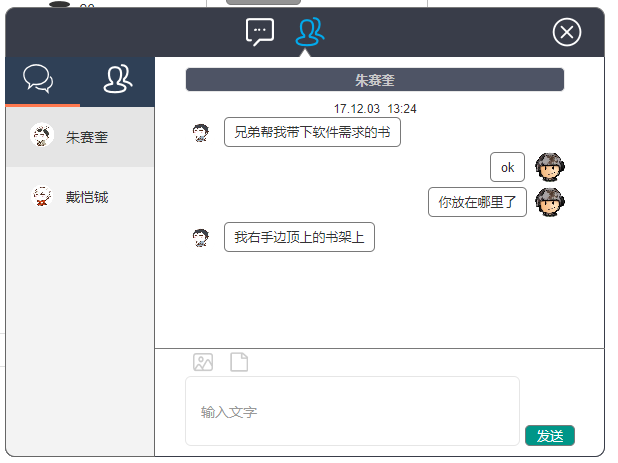 朱赛奎
17.12.03 13:24
朱赛奎
兄弟帮我带下软件需求的书
ok
戴恺铖
你放在哪里了
我右手边顶上的书架上
输入文字
发送